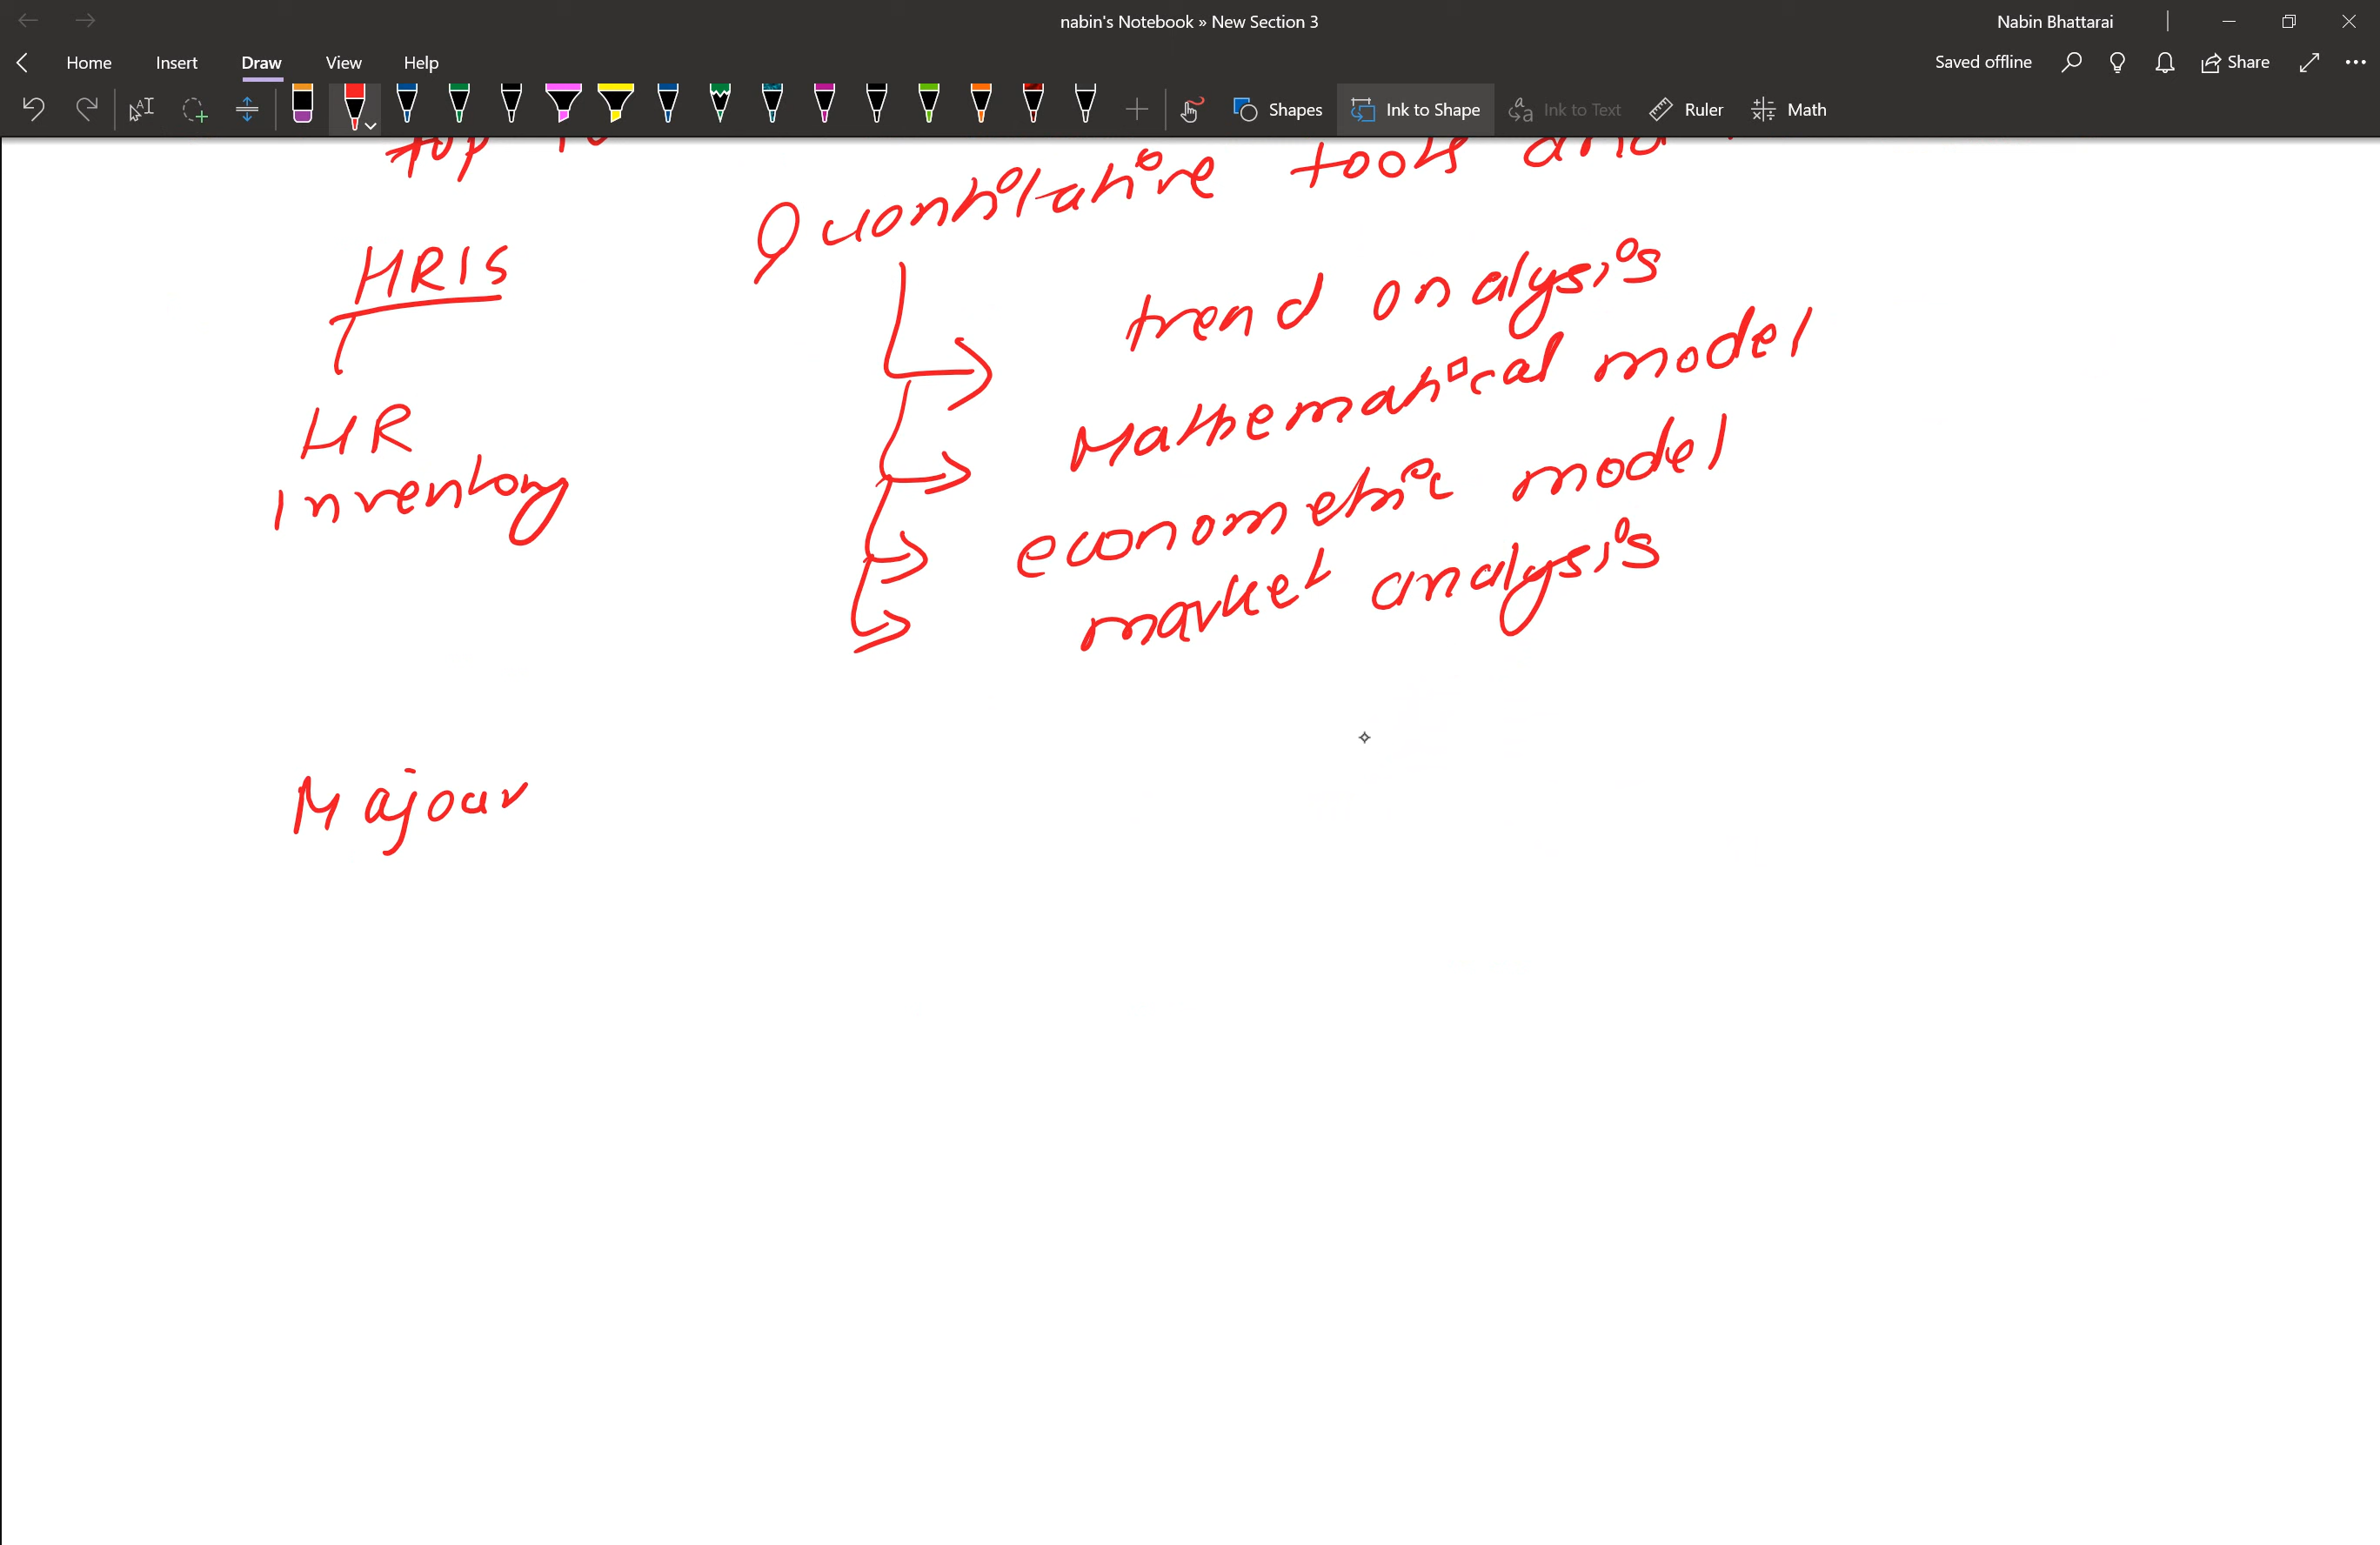 nabin's Notebook » New Section 3
Nabin Bhattarai
Home Insert Draw View Help
Saved offline
Share
Shapes Ink to Shape Ink to Text Ruler Math
top
Quantitative tools and
HRIS
trend analysis
Mathematical model
HR
Inventory
econometric model
market analysis
Majour